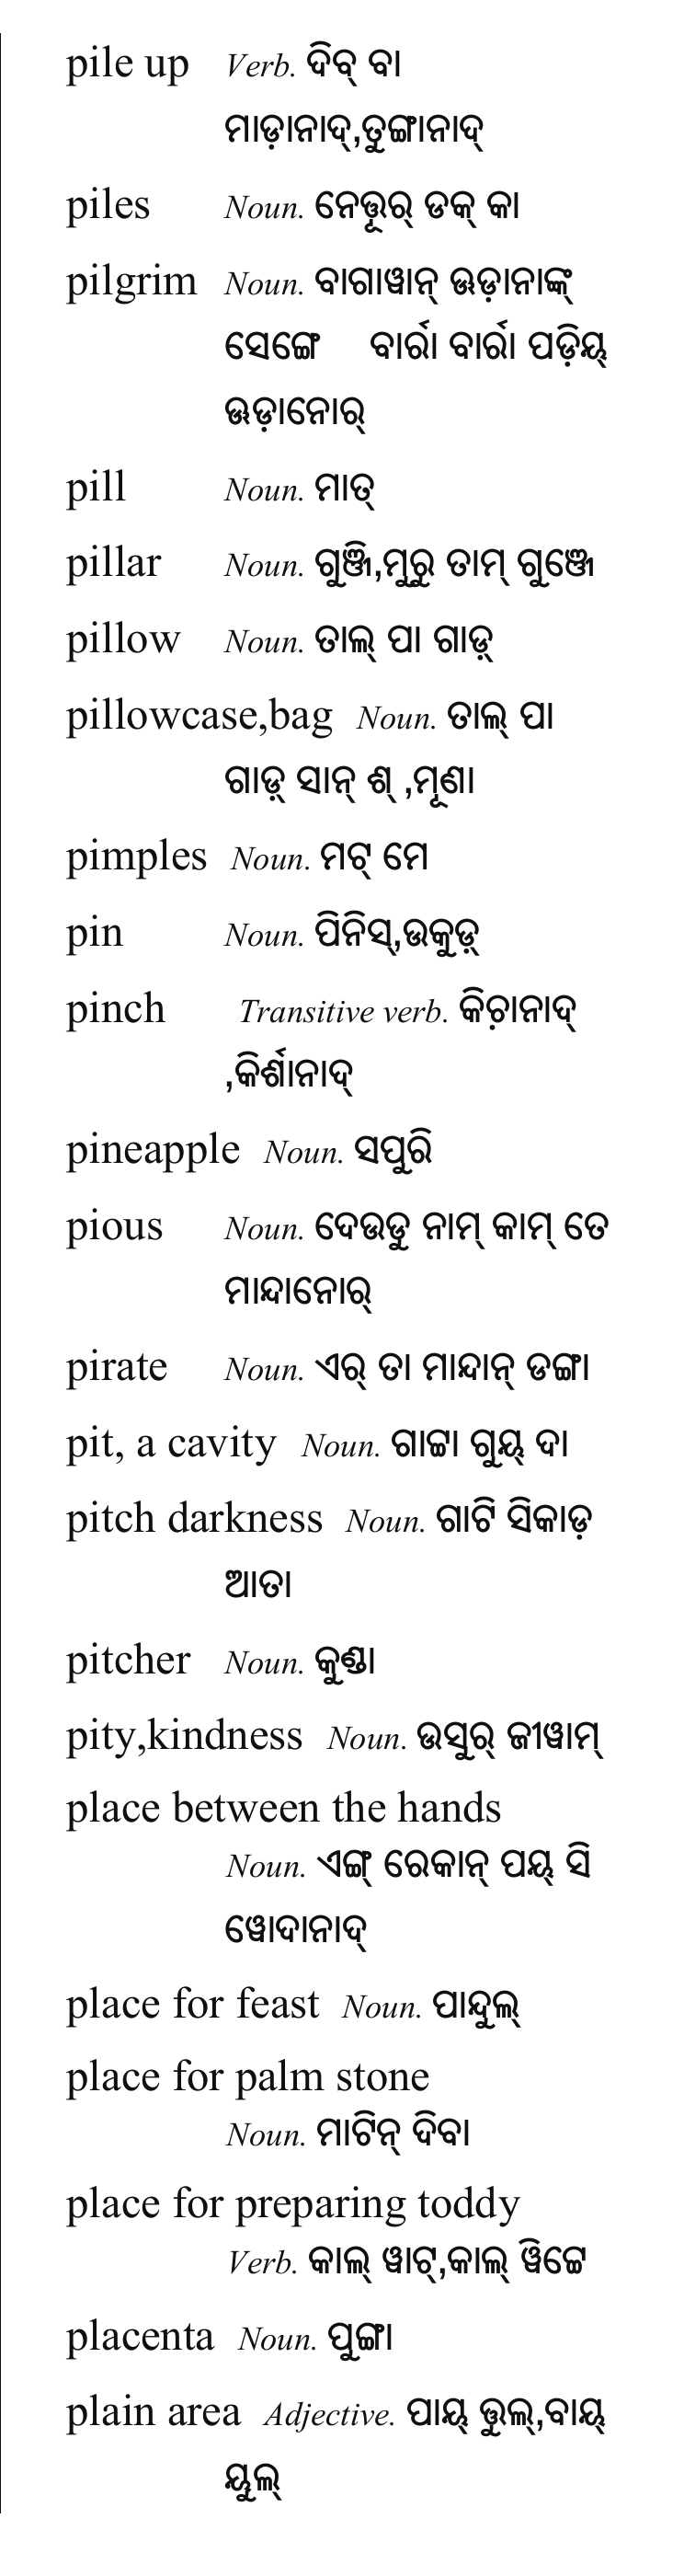 pile up Verb. ଦିବ୍ ବା
ମାଡ଼ାନାଦ୍,ତୁଙ୍ଗାନାଦ୍
piles Noun. ନେତ୍ତୂର୍ ଡକ୍ କା
pilgrim Noun. ବାଗାୱାନ୍ ଊଡ଼ାନାଙ୍କ୍
ସେଙ୍ଗେ ବାର୍ରା ବାର୍ରା ପଡ଼ିୟ୍
ଊଡ଼ାନୋର୍
pill Noun. ମାତ୍
pillar Noun. ଗୁଞ୍ଜି,ମୁରୁ ତାମ୍ ଗୁଞ୍ଜେ
pillow Noun. ତାଲ୍ ପା ଗାଡ଼୍
pillowcase,bag Noun. ତାଲ୍ ପା
ଗାଡ଼୍ ସାନ୍ ଶ୍ ,ମୂଣା
pimples Noun. ମଟ୍ ମେ
pin Noun. ପିନିସ୍,ଉକୁଡ଼୍
pinch Transitive verb. କିଚ଼ାନାଦ୍
,କିର୍ଶାନାଦ୍
pineapple Noun. ସପୁରି
pious Noun. ଦେଉଡୁ ନାମ୍ କାମ୍ ତେ
ମାନ୍ଦାନୋର୍
pirate Noun. ଏର୍ ତା ମାନ୍ଦାନ୍ ଡଙ୍ଗା
pit, a cavity Noun. ଗାଟ୍ଟା ଗୁୟ୍ ଦା
pitch darkness Noun. ଗାଟି ସିକାଡ଼
ଆତା
pitcher Noun. କୁଣ୍ଡା
pity,kindness Noun. ଉସୁର୍ ଜୀୱାମ୍
place between the hands
Noun. ଏଙ୍ଗ୍ ରେକାନ୍ ପୟ୍ ସି
ୱୋଦାନାଦ୍
place for feast Noun. ପାନ୍ଦୁଲ୍
place for palm stone
Noun. ମାଟିନ୍ ଦିବା
place for preparing toddy
Verb. କାଲ୍ ୱାଟ୍,କାଲ୍ ୱିଟ୍ଟେ
placenta Noun. ପୁଙ୍ଗା
plain area Adjective. ପାୟ୍ ତ୍ତୁଲ୍,ବାୟ୍
ୟୁଲ୍